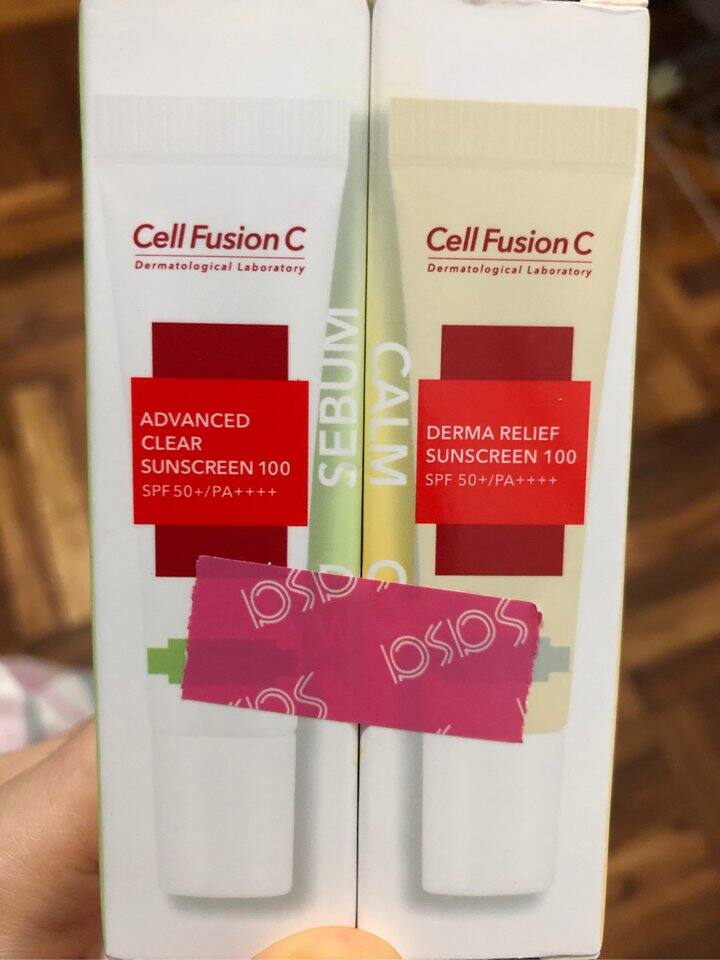 Cell Fusion C
Dermatological Laboratory
ADVANCED
CLEAR
SUNSCREEN 100
SPF 50+/PA++++
SEBUM
CALM
Cell Fusion C
Dermatological Laboratory
DERMA RELIEF
SUNSCREEN 100
SPF 50+/PA++++
sasa
sasa
sasa